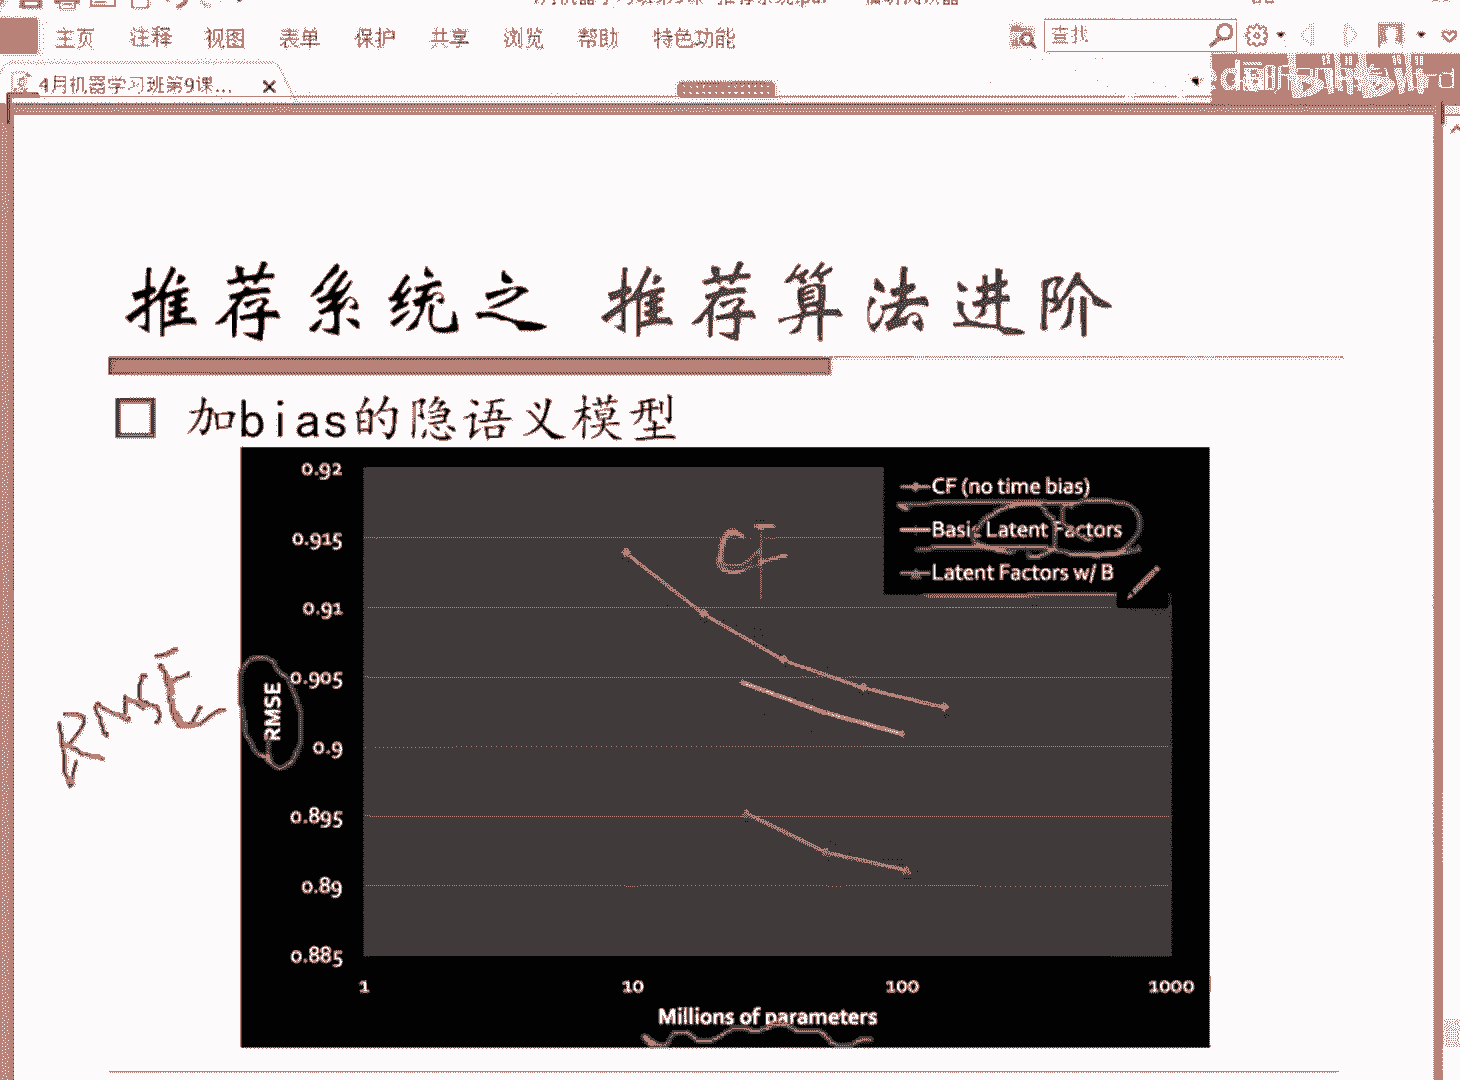 主页 注释 视图 表单 保护 共享 浏览 帮助 特色功能 查找
4月机器学习班第9课...
推荐系统之 推荐算法进阶
加bias的隐语义模型
0.92
0.915
0.91
0.905
0.9
0.895
0.89
0.885
RMSE
RMSE
CF
CF (no time bias)
Basic Latent Factors
Latent Factors w/ B
1 10 100 1000
Millions of parameters